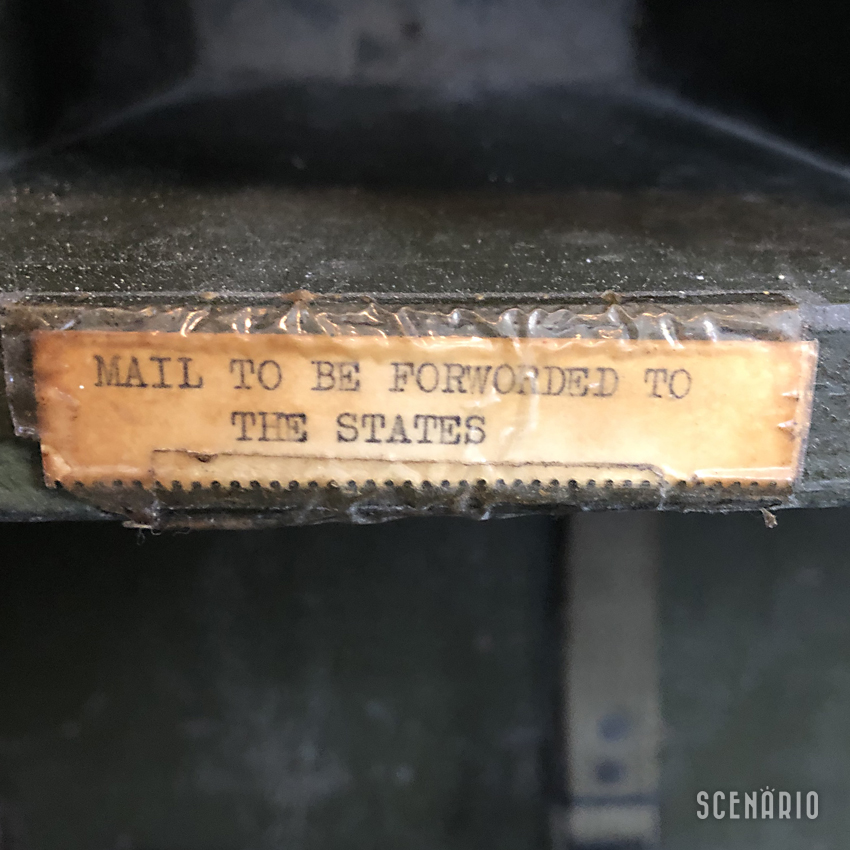 MAIL TO BE FORWORDED TO
THE STATES
SCENARIO